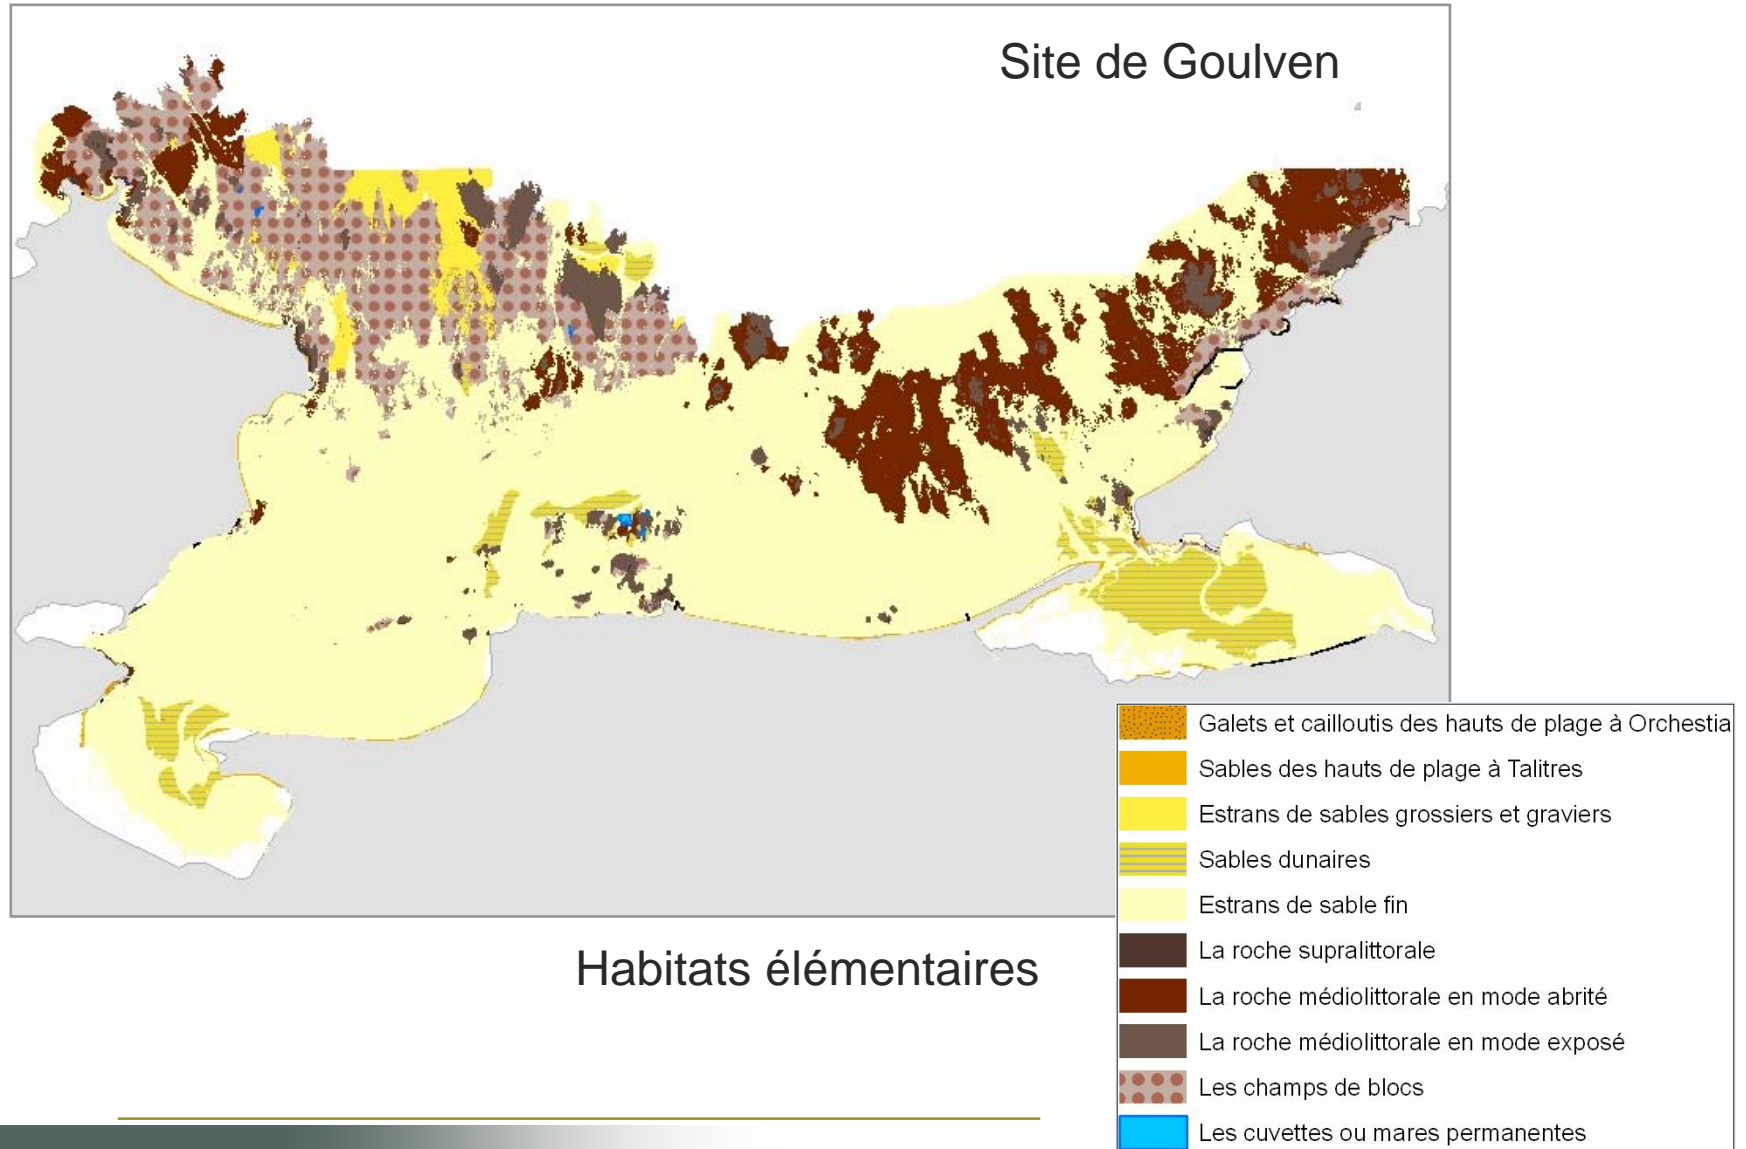 Site de Goulven
Galets et cailloutis des hauts de plage à Orchestia
Sables des hauts de plage à Talitres
Estrans de sables grossiers et graviers
Sables dunaires
Estrans de sable fin
La roche supralittorale
La roche médiolittorale en mode abrité
La roche médiolittorale en mode exposé
Les champs de blocs
Les cuvettes ou mares permanentes
Habitats élémentaires